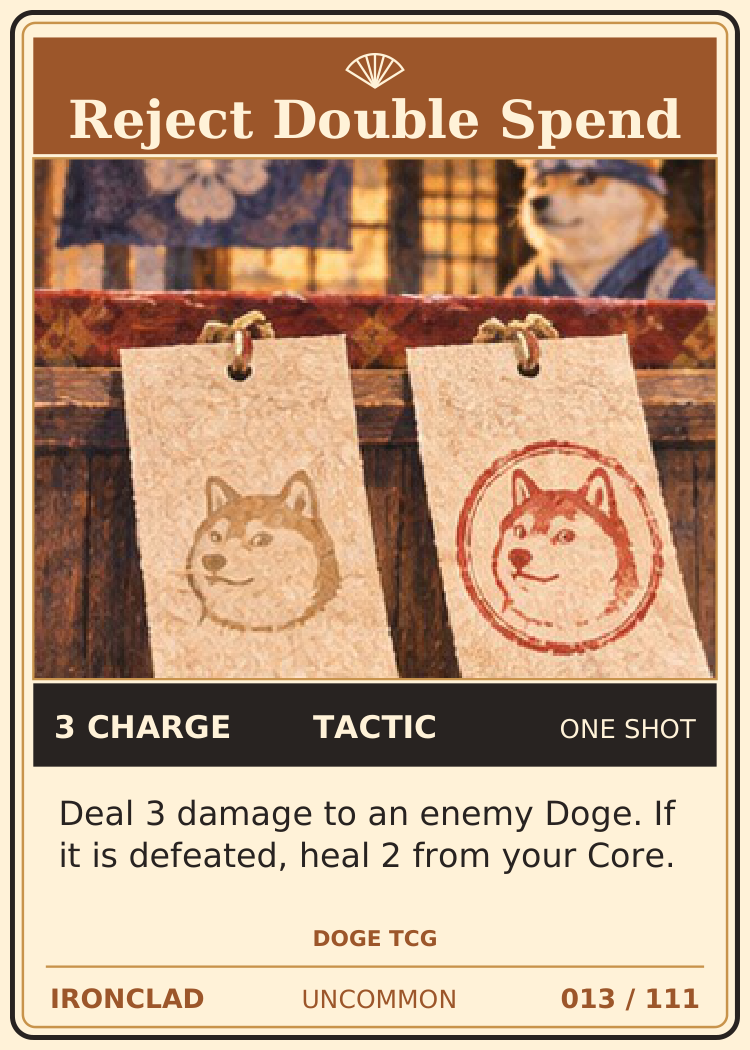 Reject Double Spend
3 CHARGE TACTIC ONE SHOT
Deal 3 damage to an enemy Doge. If
it is defeated, heal 2 from your Core.
DOGE TCG
IRONCLAD UNCOMMON 013 / 111